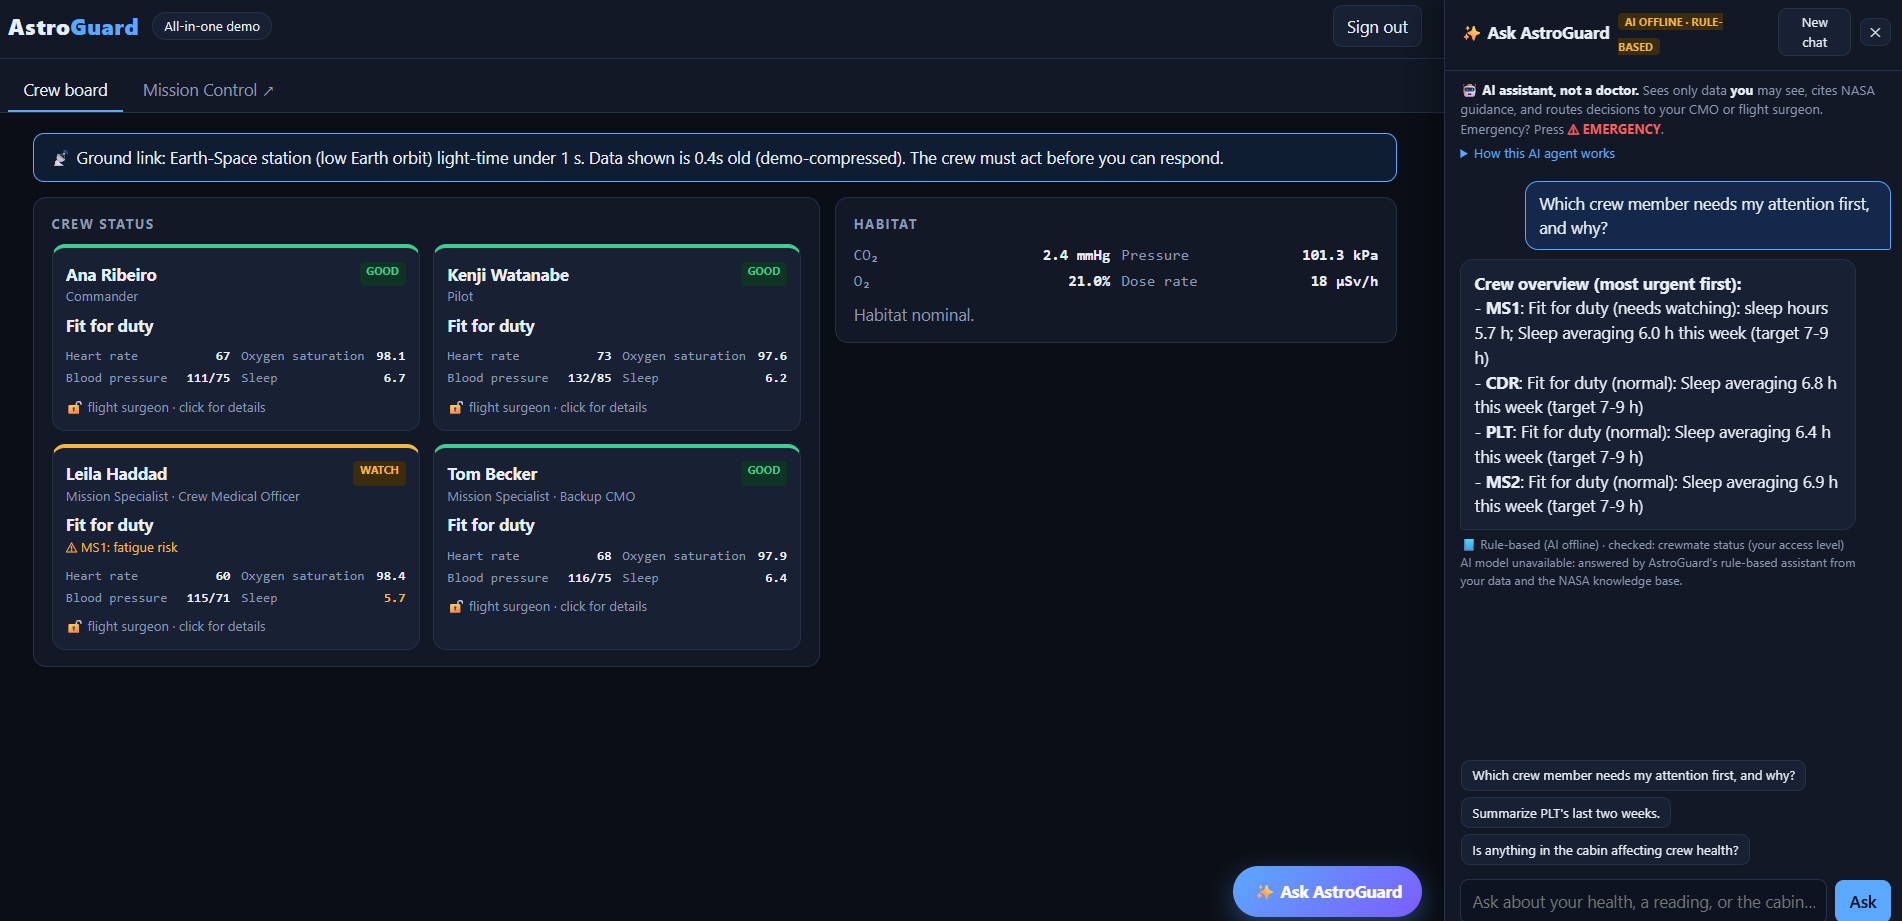 AstroGuard
All-in-one demo
Sign out
Crew board
Mission Control ↗
Ground link: Earth-Space station (low Earth orbit) light-time under 1 s. Data shown is 0.4s old (demo-compressed). The crew must act before you can respond.
CREW STATUS
Ana Ribeiro
GOOD
Commander
Fit for duty
Heart rate 67 Oxygen saturation 98.1
Blood pressure 111/75 Sleep 6.7
flight surgeon · click for details
Kenji Watanabe
GOOD
Pilot
Fit for duty
Heart rate 73 Oxygen saturation 97.6
Blood pressure 132/85 Sleep 6.2
flight surgeon · click for details
Leila Haddad
WATCH
Mission Specialist · Crew Medical Officer
Fit for duty
⚠ MS1: fatigue risk
Heart rate 60 Oxygen saturation 98.4
Blood pressure 115/71 Sleep 5.7
flight surgeon · click for details
Tom Becker
GOOD
Mission Specialist · Backup CMO
Fit for duty
Heart rate 68 Oxygen saturation 97.9
Blood pressure 116/75 Sleep 6.4
flight surgeon · click for details
HABITAT
CO₂ 2.4 mmHg Pressure 101.3 kPa
O₂ 21.0% Dose rate 18 µSv/h
Habitat nominal.
✨ Ask AstroGuard
✨ Ask AstroGuard
AI OFFLINE · RULE-
BASED
New
chat
✕
AI assistant, not a doctor. Sees only data you may see, cites NASA
guidance, and routes decisions to your CMO or flight surgeon.
Emergency? Press ⚠ EMERGENCY.
▶ How this AI agent works
Which crew member needs my attention first,
and why?
Crew overview (most urgent first):
- MS1: Fit for duty (needs watching): sleep hours
5.7 h; Sleep averaging 6.0 h this week (target 7-9
h)
- CDR: Fit for duty (normal): Sleep averaging 6.8 h
this week (target 7-9 h)
- PLT: Fit for duty (normal): Sleep averaging 6.4 h
this week (target 7-9 h)
- MS2: Fit for duty (normal): Sleep averaging 6.9 h
this week (target 7-9 h)
Rule-based (AI offline) · checked: crewmate status (your access level)
AI model unavailable: answered by AstroGuard's rule-based assistant from
your data and the NASA knowledge base.
Which crew member needs my attention first, and why?
Summarize PLT's last two weeks.
Is anything in the cabin affecting crew health?
Ask about your health, a reading, or the cabin...
Ask